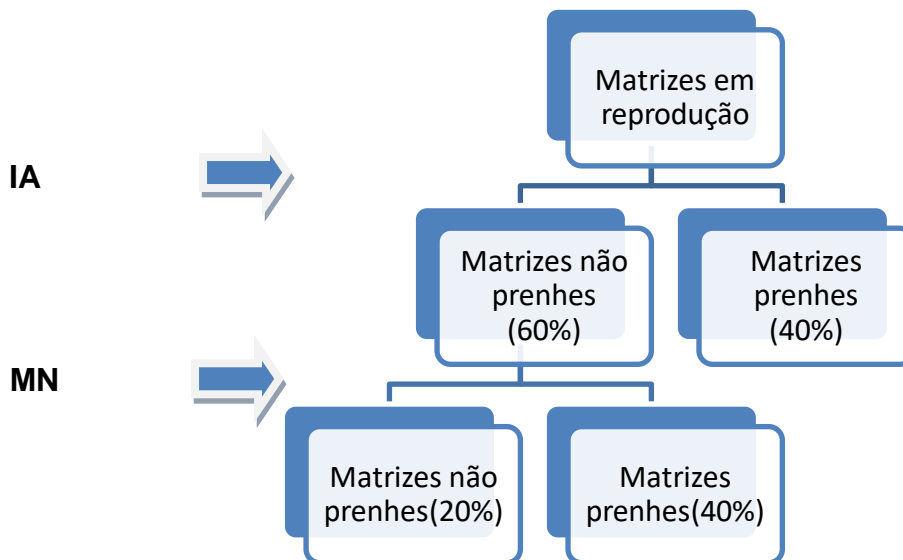 Matrizes em
reprodução
IA
Matrizes não
prenhes
(60%)
Matrizes
prenhes
(40%)
MN
Matrizes não
prenhes(20%)
Matrizes
prenhes(40%)